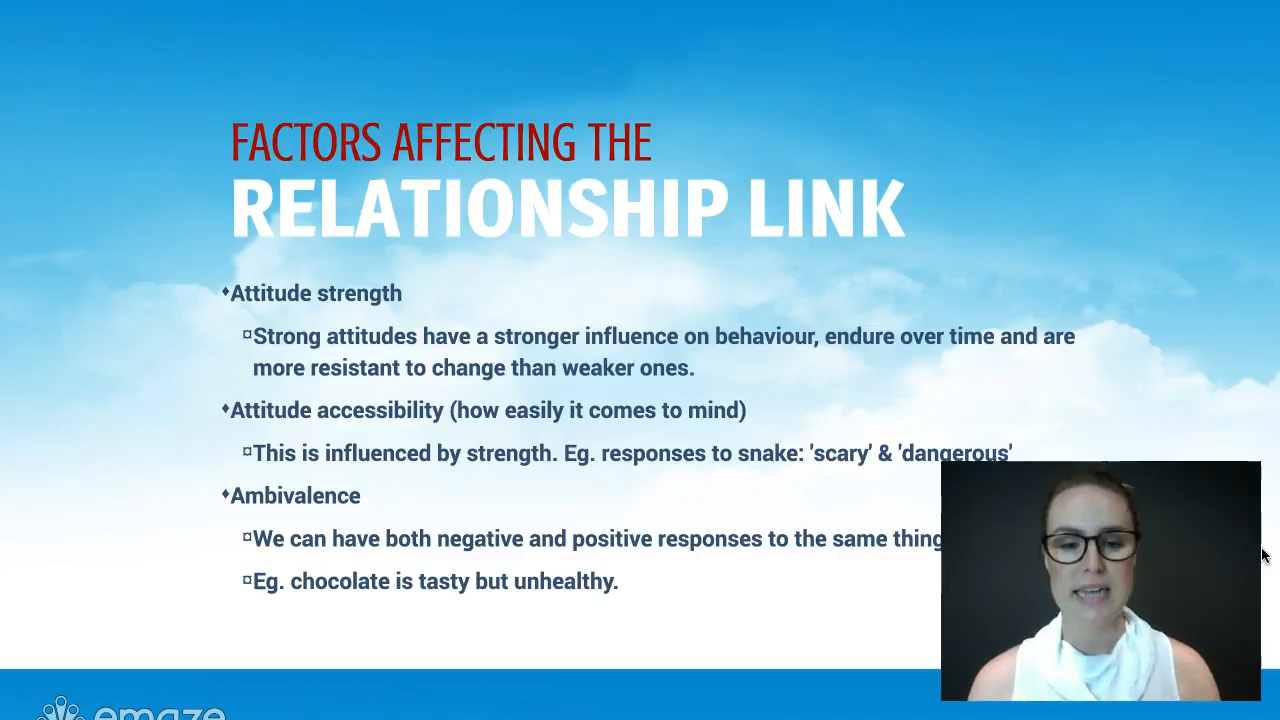 FACTORS AFFECTING THE
RELATIONSHIP LINK
♦Attitude strength
¤Strong attitudes have a stronger influence on behaviour, endure over time and are
more resistant to change than weaker ones.
♦Attitude accessibility (how easily it comes to mind)
¤This is influenced by strength. Eg. responses to snake: 'scary' & 'dangerous'
♦Ambivalence
¤We can have both negative and positive responses to the same thing
¤Eg. chocolate is tasty but unhealthy.
emaze